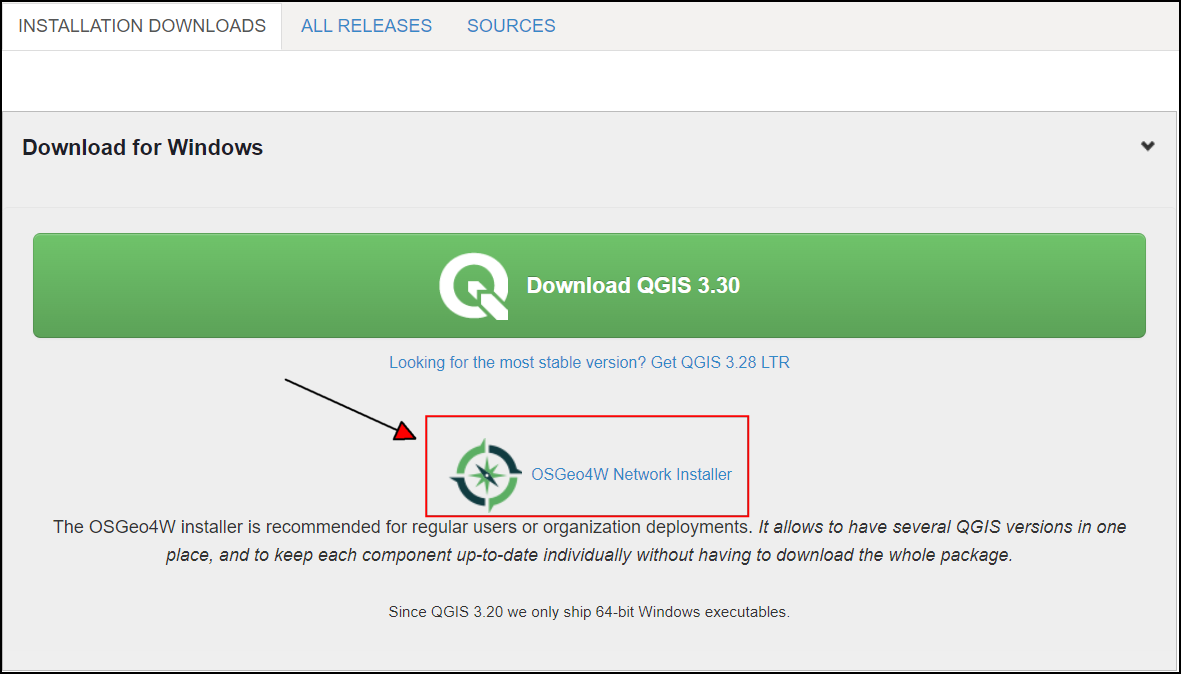 INSTALLATION DOWNLOADS ALL RELEASES SOURCES
Download for Windows
Download QGIS 3.30
Looking for the most stable version? Get QGIS 3.28 LTR
OSGeo4W Network Installer
The OSGeo4W installer is recommended for regular users or organization deployments. It allows to have several QGIS versions in one
place, and to keep each component up-to-date individually without having to download the whole package.
Since QGIS 3.20 we only ship 64-bit Windows executables.